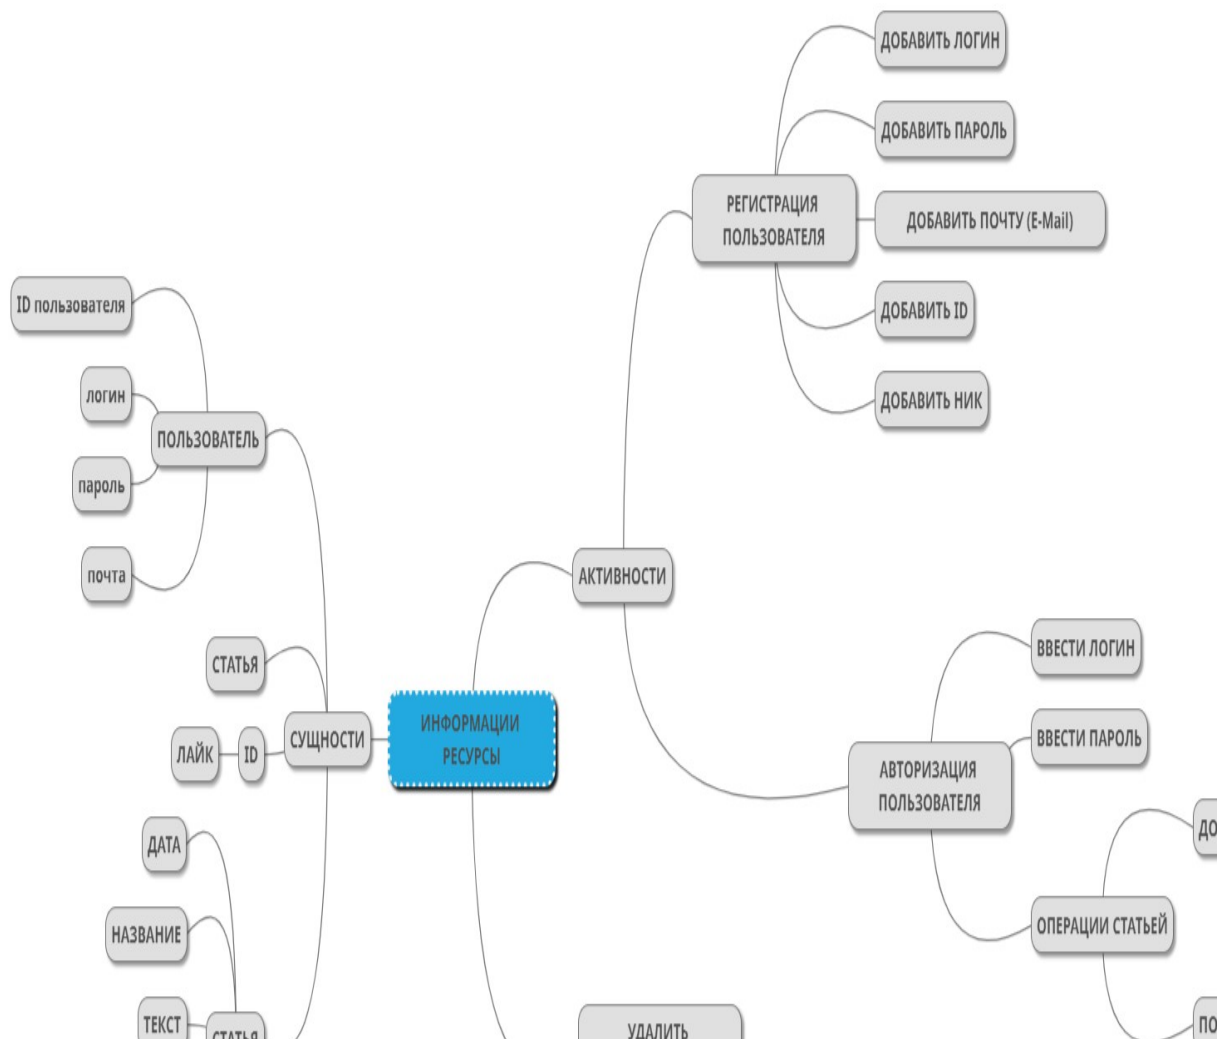 ДОБАВИТЬ ЛОГИН
ДОБАВИТЬ ПАРОЛЬ
РЕГИСТРАЦИЯ
ПОЛЬЗОВАТЕЛЯ
ДОБАВИТЬ ПОЧТУ (E-Mail)
ДОБАВИТЬ ID
ДОБАВИТЬ НИК
ID пользователя
логин
ПОЛЬЗОВАТЕЛЬ
пароль
почта
АКТИВНОСТИ
СТАТЬЯ
СУЩНОСТИ
ЛАЙК
ID
ИНФОРМАЦИИ
РЕСУРСЫ
ВВЕСТИ ЛОГИН
ВВЕСТИ ПАРОЛЬ
АВТОРИЗАЦИЯ
ПОЛЬЗОВАТЕЛЯ
ДАТА
НАЗВАНИЕ
ОПЕРАЦИИ СТАТЬЕЙ
ТЕКСТ
СТАТЬЯ
УДАЛИТЬ